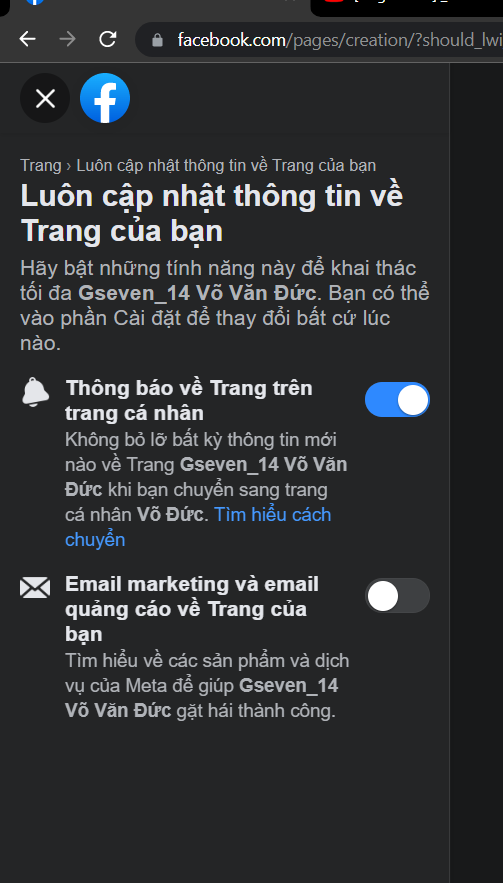 facebook.com/pages/creation/?should_lwi
Trang › Luôn cập nhật thông tin về Trang của bạn
Luôn cập nhật thông tin về
Trang của bạn
Hãy bật những tính năng này để khai thác
tối đa Gseven_14 Võ Văn Đức. Bạn có thể
vào phần Cài đặt để thay đổi bất cứ lúc
nào.
Thông báo về Trang trên
trang cá nhân
Không bỏ lỡ bất kỳ thông tin mới
nào về Trang Gseven_14 Võ Văn
Đức khi bạn chuyển sang trang
cá nhân Võ Đức. Tìm hiểu cách
chuyển
Email marketing và email
quảng cáo về Trang của
bạn
Tìm hiểu về các sản phẩm và dịch
vụ của Meta để giúp Gseven_14
Võ Văn Đức gặt hái thành công.